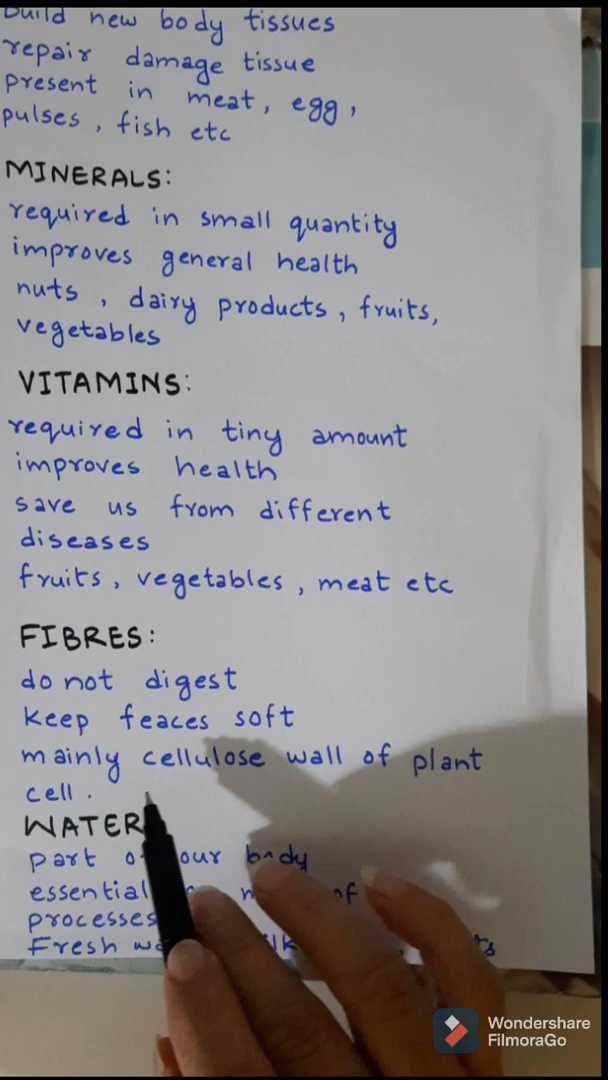 build new body tissues
repair damage tissue
present in meat, egg,
pulses, fish etc
MINERALS:
required in small quantity
improves general health
nuts, dairy products, fruits,
vegetables
VITAMINS:
required in tiny amount
improves health
save us from different
diseases
fruits, vegetables, meat etc
FIBRES:
do not digest
keep feaces soft
mainly cellulose wall of plant
cell.
WATER
part our body
essential of
processes
Fresh
Wondershare
FilmoraGo